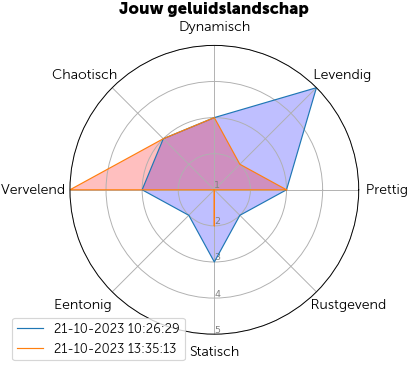 Jouw geluidslandschap
Dynamisch
Chaotisch
Levendig
Vervelend
Prettig
1
2
3
4
5
Eentonig
Rustgevend
Statisch
21-10-2023 10:26:29
21-10-2023 13:35:13